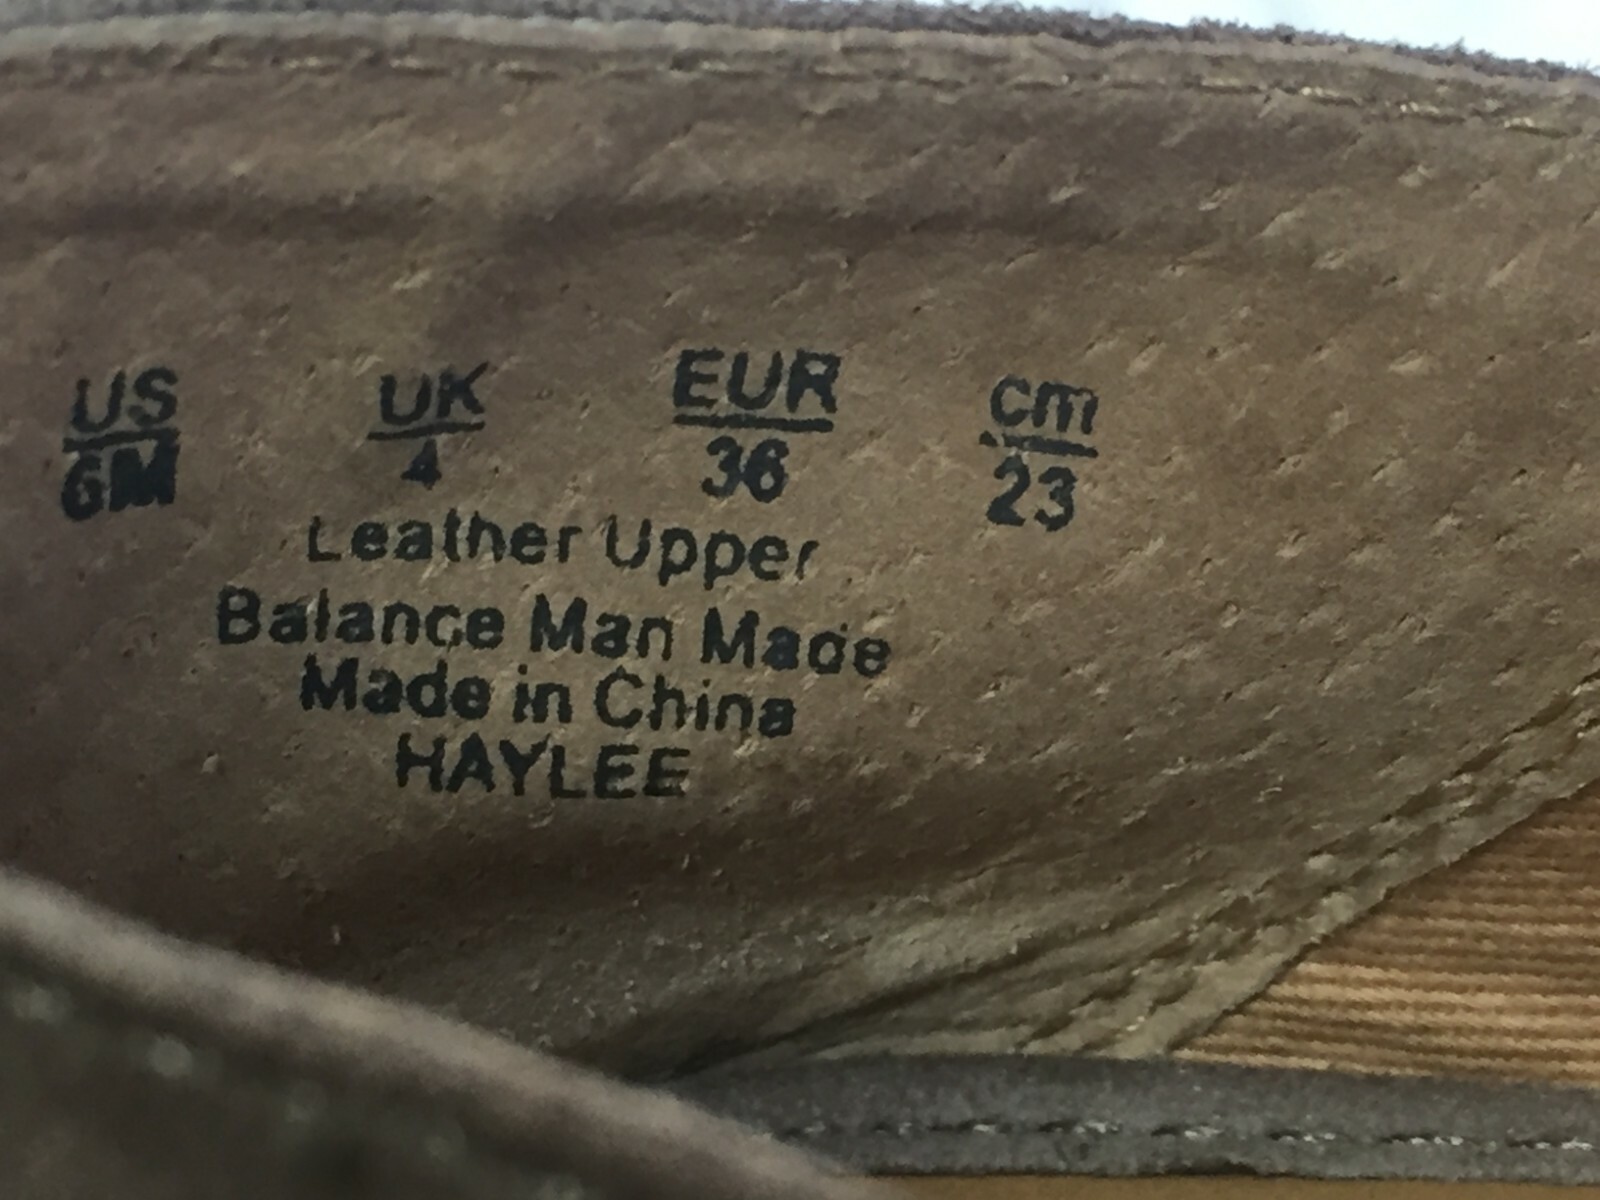 US UK EUR cm
6M 4 36 23
Leather Upper
Balance Man Made
Made in China
HAYLEE